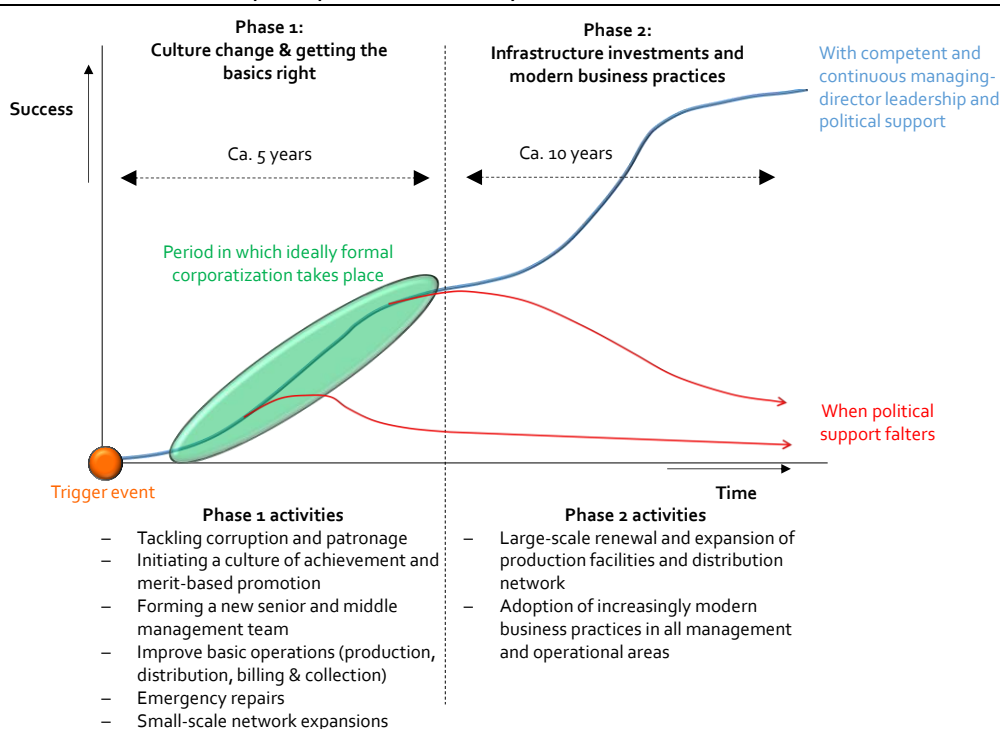 Phase 1:
Culture change & getting the
basics right
Phase 2:
Infrastructure investments and
modern business practices
With competent and
continuous managing-
director leadership and
political support
Success
Ca. 5 years
Ca. 10 years
Period in which ideally formal
corporatization takes place
When political
support falters
Trigger event
Time
Phase 1 activities
– Tackling corruption and patronage
– Initiating a culture of achievement and
merit-based promotion
– Forming a new senior and middle
management team
– Improve basic operations (production,
distribution, billing & collection)
– Emergency repairs
– Small-scale network expansions
Phase 2 activities
– Large-scale renewal and expansion of
production facilities and distribution
network
– Adoption of increasingly modern
business practices in all management
and operational areas